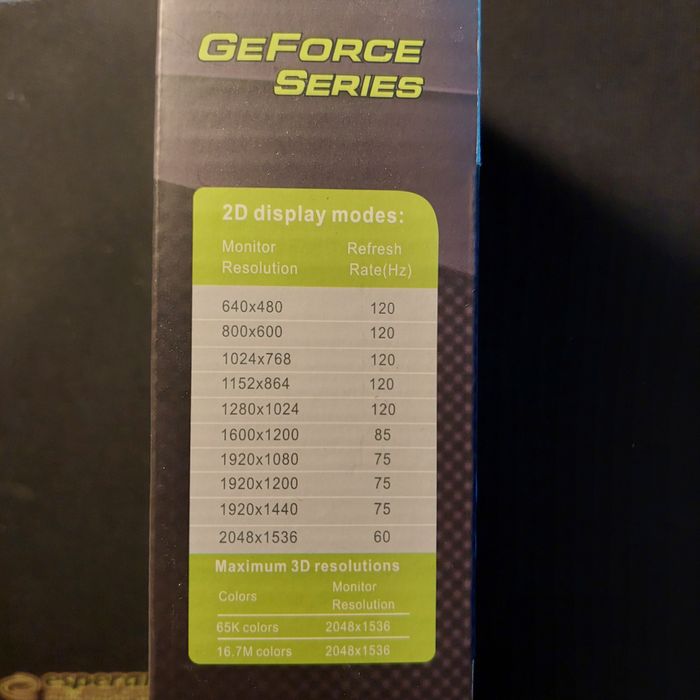 GEFORCE
SERIES
2D display modes:
Monitor Resolution Refresh Rate(Hz)
640x480 120
800x600 120
1024x768 120
1152x864 120
1280x1024 120
1600x1200 85
1920x1080 75
1920x1200 75
1920x1440 75
2048x1536 60
Maximum 3D resolutions
Colors Monitor Resolution
65K colors 2048x1536
16.7M colors 2048x1536